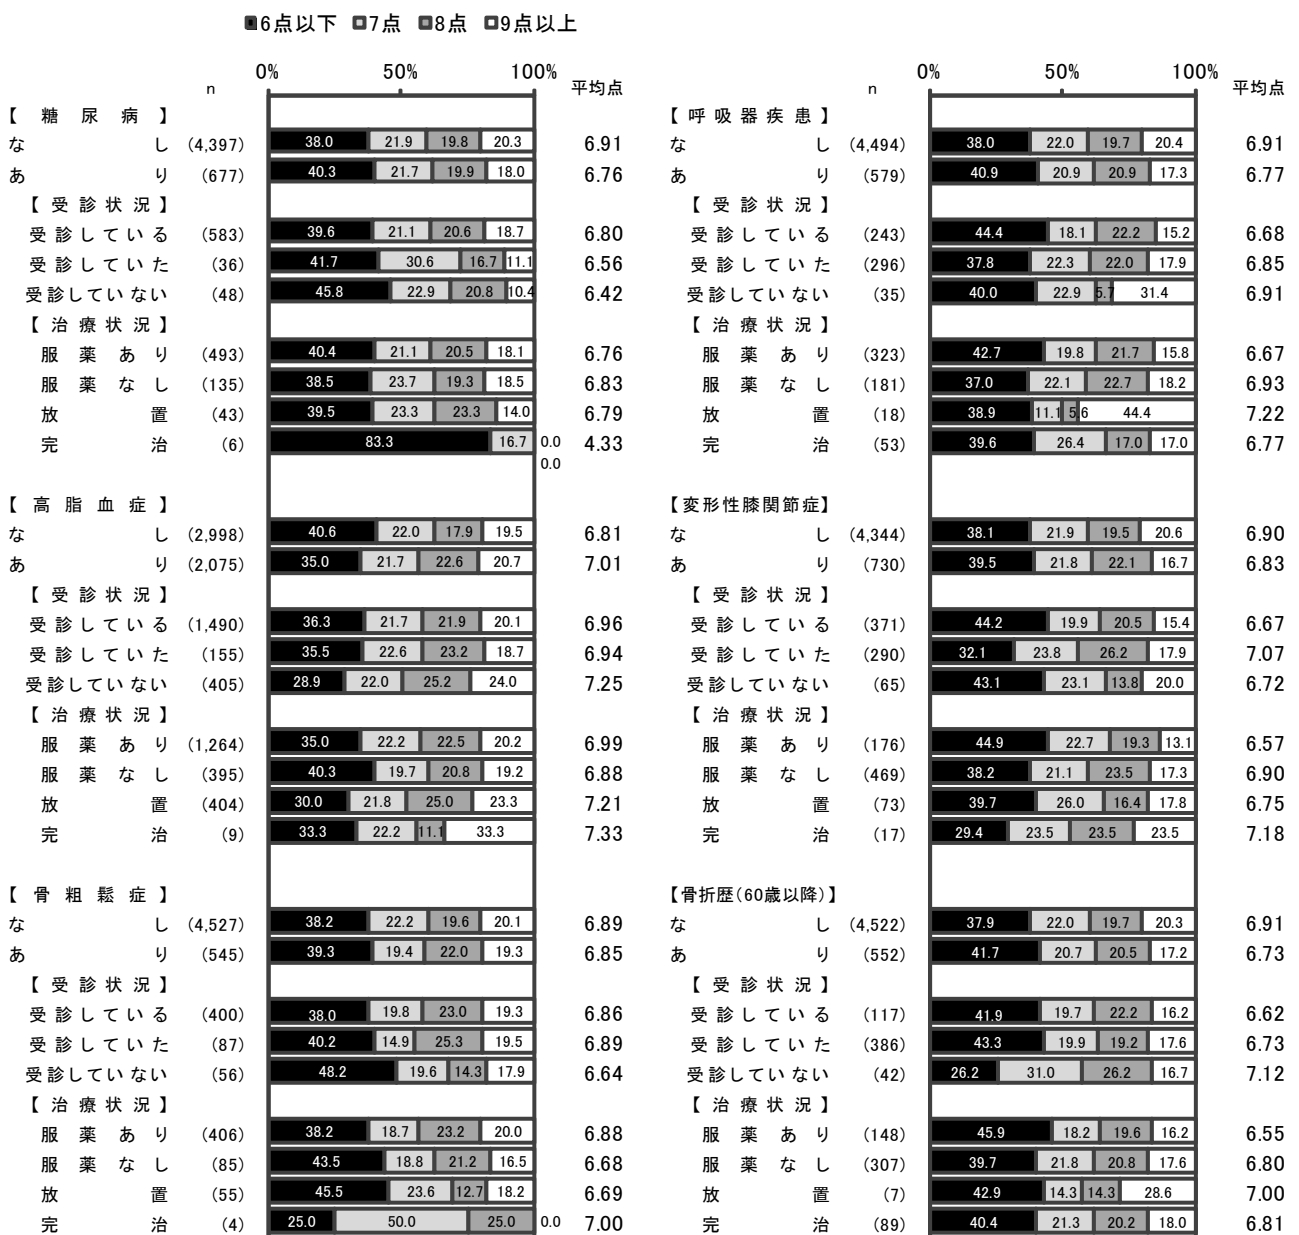 ■6点以下 □7点 ■8点 □9点以上
0% 50% 100%
n 平均点
【糖尿病】
なし (4,397) 38.0 21.9 19.8 20.3 6.91
あり (677) 40.3 21.7 19.9 18.0 6.76
【受診状況】
受診している (583) 39.6 21.1 20.6 18.7 6.80
受診していた (36) 41.7 30.6 16.7 11.1 6.56
受診していない (48) 45.8 22.9 20.8 10.4 6.42
【治療状況】
服薬あり (493) 40.4 21.1 20.5 18.1 6.76
服薬なし (135) 38.5 23.7 19.3 18.5 6.83
放置 (43) 39.5 23.3 23.3 14.0 6.79
完治 (6) 83.3 16.7 0.0 4.33
0.0
【高脂血症】
なし (2,998) 40.6 22.0 17.9 19.5 6.81
あり (2,075) 35.0 21.7 22.6 20.7 7.01
【受診状況】
受診している (1,490) 36.3 21.7 21.9 20.1 6.96
受診していた (155) 35.5 22.6 23.2 18.7 6.94
受診していない (405) 28.9 22.0 25.2 24.0 7.25
【治療状況】
服薬あり (1,264) 35.0 22.2 22.5 20.2 6.99
服薬なし (395) 40.3 19.7 20.8 19.2 6.88
放置 (404) 30.0 21.8 25.0 23.3 7.21
完治 (9) 33.3 22.2 11.1 33.3 7.33
【骨粗鬆症】
なし (4,527) 38.2 22.2 19.6 20.1 6.89
あり (545) 39.3 19.4 22.0 19.3 6.85
【受診状況】
受診している (400) 38.0 19.8 23.0 19.3 6.86
受診していた (87) 40.2 14.9 25.3 19.5 6.89
受診していない (56) 48.2 19.6 14.3 17.9 6.64
【治療状況】
服薬あり (406) 38.2 18.7 23.2 20.0 6.88
服薬なし (85) 43.5 18.8 21.2 16.5 6.68
放置 (55) 45.5 23.6 12.7 18.2 6.69
完治 (4) 25.0 50.0 25.0 0.0 7.00
0% 50% 100%
n 平均点
【呼吸器疾患】
なし (4,494) 38.0 22.0 19.7 20.4 6.91
あり (579) 40.9 20.9 20.9 17.3 6.77
【受診状況】
受診している (243) 44.4 18.1 22.2 15.2 6.68
受診していた (296) 37.8 22.3 22.0 17.9 6.85
受診していない (35) 40.0 22.9 5.7 31.4 6.91
【治療状況】
服薬あり (323) 42.7 19.8 21.7 15.8 6.67
服薬なし (181) 37.0 22.1 22.7 18.2 6.93
放置 (18) 38.9 11.1 5.6 44.4 7.22
完治 (53) 39.6 26.4 17.0 17.0 6.77
【変形性膝関節症】
なし (4,344) 38.1 21.9 19.5 20.6 6.90
あり (730) 39.5 21.8 22.1 16.7 6.83
【受診状況】
受診している (371) 44.2 19.9 20.5 15.4 6.67
受診していた (290) 32.1 23.8 26.2 17.9 7.07
受診していない (65) 43.1 23.1 13.8 20.0 6.72
【治療状況】
服薬あり (176) 44.9 22.7 19.3 13.1 6.57
服薬なし (469) 38.2 21.1 23.5 17.3 6.90
放置 (73) 39.7 26.0 16.4 17.8 6.75
完治 (17) 29.4 23.5 23.5 23.5 7.18
【骨折歴(60歳以降)】
なし (4,522) 37.9 22.0 19.7 20.3 6.91
あり (552) 41.7 20.7 20.5 17.2 6.73
【受診状況】
受診している (117) 41.9 19.7 22.2 16.2 6.62
受診していた (386) 43.3 19.9 19.2 17.6 6.73
受診していない (42) 26.2 31.0 26.2 16.7 7.12
【治療状況】
服薬あり (148) 45.9 18.2 19.6 16.2 6.55
服薬なし (307) 39.7 21.8 20.8 17.6 6.80
放置 (7) 42.9 14.3 14.3 28.6 7.00
完治 (89) 40.4 21.3 20.2 18.0 6.81